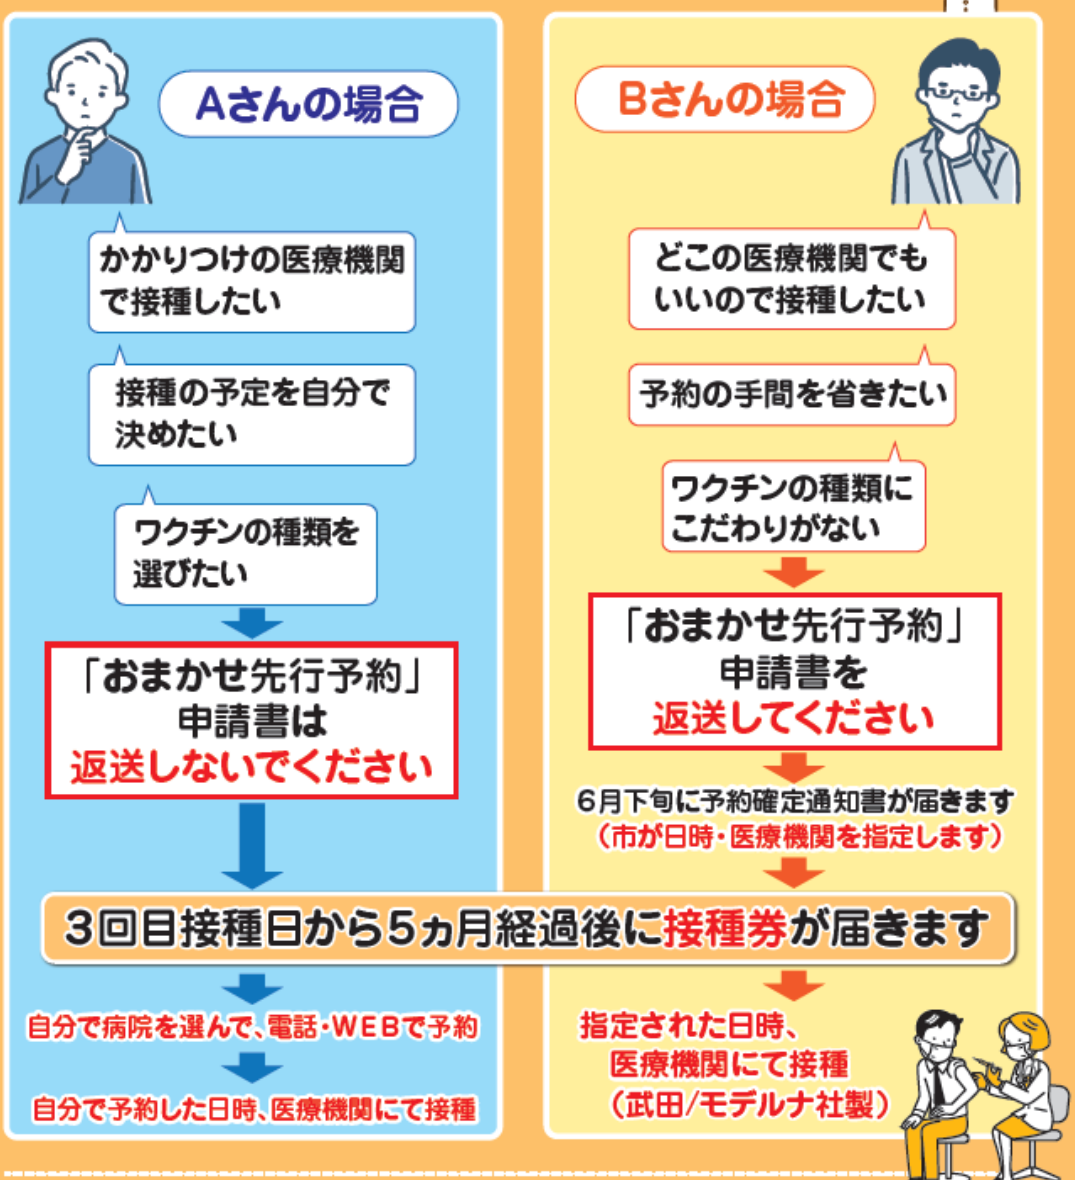 Aさんの場合
かかりつけの医療機関
で接種したい
接種の予定を自分で
決めたい
ワクチンの種類を
選びたい
「おまかせ先行予約」
申請書は
返送しないでください
Bさんの場合
どこの医療機関でも
いいので接種したい
予約の手間を省きたい
ワクチンの種類に
こだわりがない
「おまかせ先行予約」
申請書を
返送してください
6月下旬に予約確定通知書が届きます
（市が日時・医療機関を指定します）
3回目接種日から5ヵ月経過後に接種券が届きます
自分で病院を選んで、電話・WEBで予約
自分で予約した日時、医療機関にて接種
指定された日時、
医療機関にて接種
（武田/モデルナ社製）